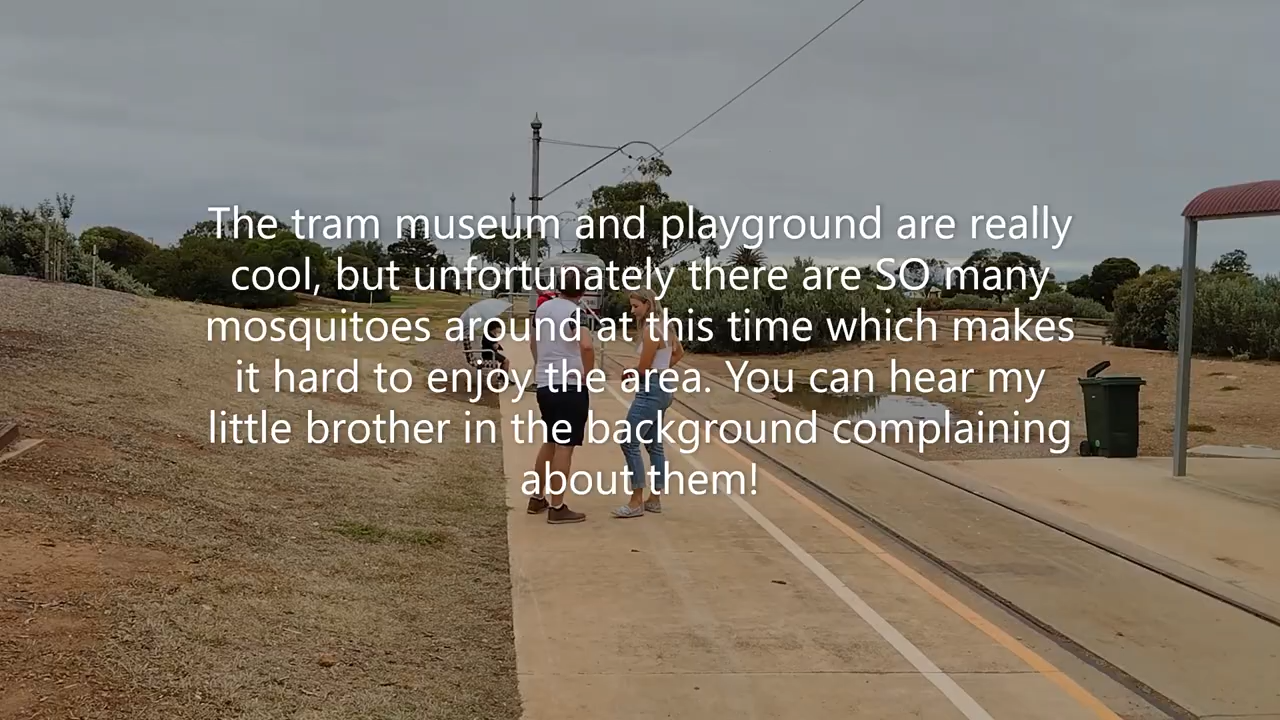 The tram museum and playground are really
cool, but unfortunately there are SO many
mosquitoes around at this time which makes
it hard to enjoy the area. You can hear my
little brother in the background complaining
about them!